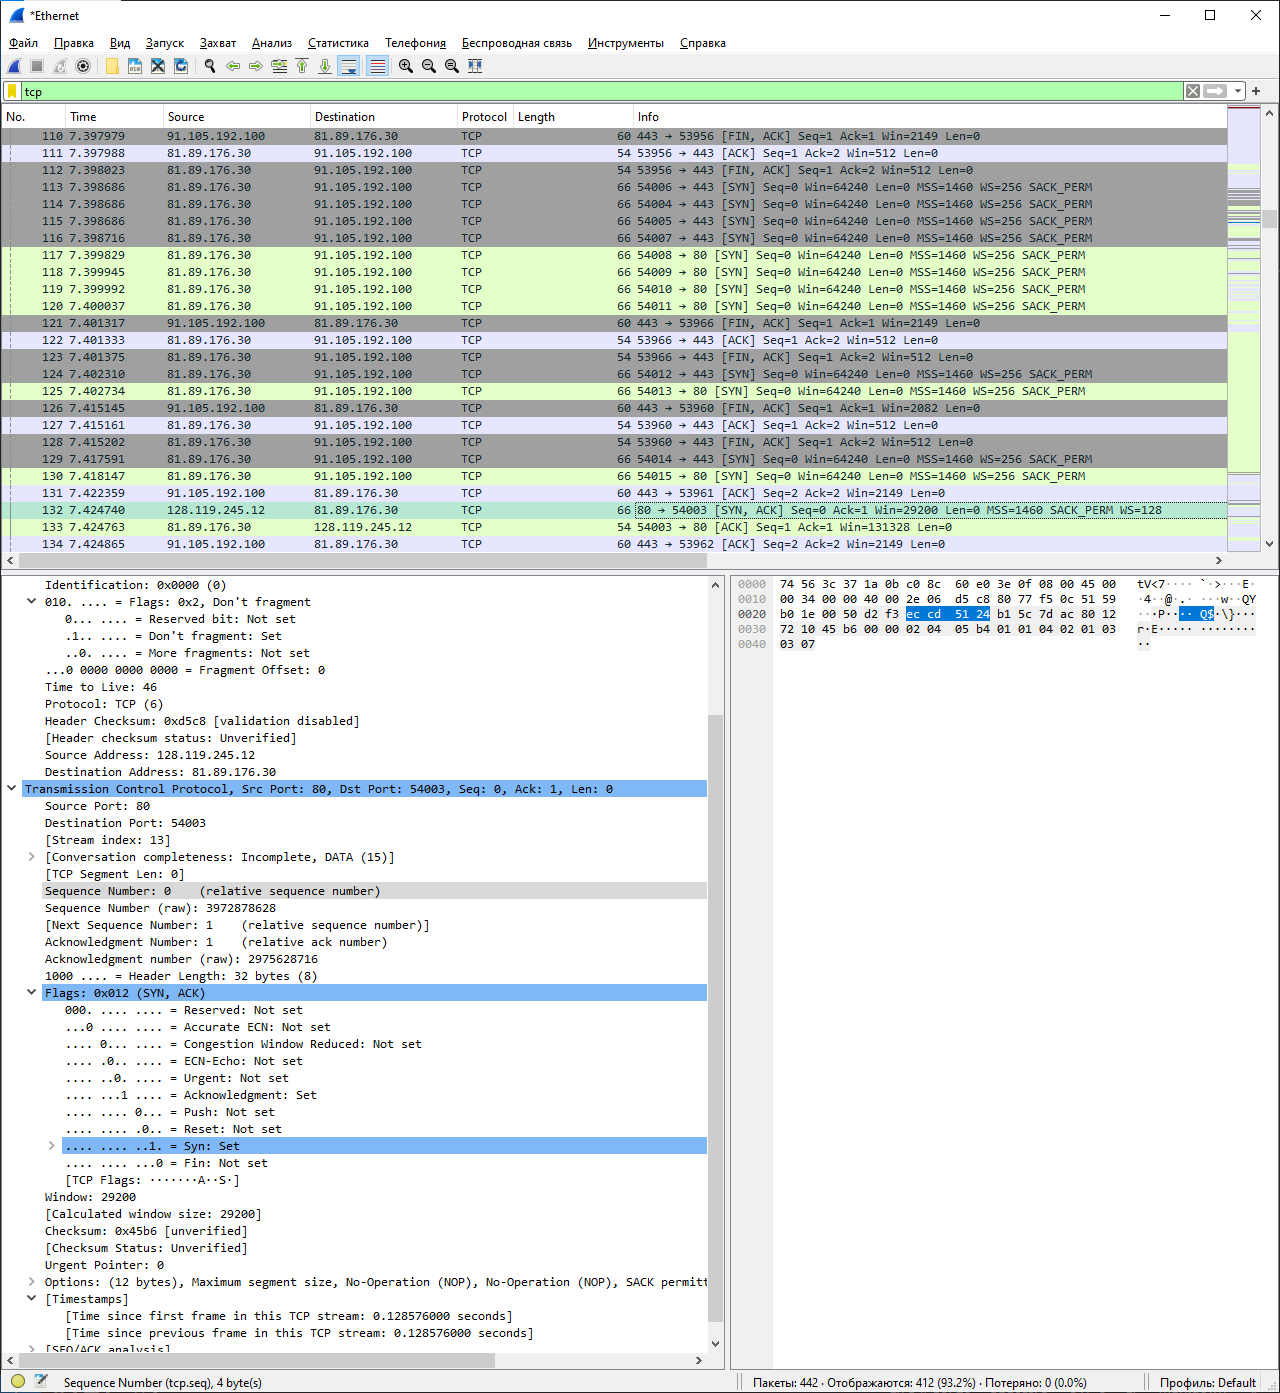 *Ethernet
Файл Правка Вид Запуск Захват Анализ Статистика Телефония Беспроводная связь Инструменты Справка
tcp
No. Time Source Destination Protocol Length Info
110 7.397979 91.105.192.100 81.89.176.30 TCP 60 443 → 53956 [FIN, ACK] Seq=1 Ack=1 Win=2149 Len=0
111 7.397988 81.89.176.30 91.105.192.100 TCP 54 53956 → 443 [ACK] Seq=1 Ack=2 Win=512 Len=0
112 7.398023 81.89.176.30 91.105.192.100 TCP 54 53956 → 443 [FIN, ACK] Seq=1 Ack=2 Win=512 Len=0
113 7.398686 81.89.176.30 91.105.192.100 TCP 66 54006 → 443 [SYN] Seq=0 Win=64240 Len=0 MSS=1460 WS=256 SACK_PERM
114 7.398686 81.89.176.30 91.105.192.100 TCP 66 54004 → 443 [SYN] Seq=0 Win=64240 Len=0 MSS=1460 WS=256 SACK_PERM
115 7.398686 81.89.176.30 91.105.192.100 TCP 66 54005 → 443 [SYN] Seq=0 Win=64240 Len=0 MSS=1460 WS=256 SACK_PERM
116 7.398716 81.89.176.30 91.105.192.100 TCP 66 54007 → 443 [SYN] Seq=0 Win=64240 Len=0 MSS=1460 WS=256 SACK_PERM
117 7.399829 81.89.176.30 91.105.192.100 TCP 66 54008 → 80 [SYN] Seq=0 Win=64240 Len=0 MSS=1460 WS=256 SACK_PERM
118 7.399945 81.89.176.30 91.105.192.100 TCP 66 54009 → 80 [SYN] Seq=0 Win=64240 Len=0 MSS=1460 WS=256 SACK_PERM
119 7.399992 81.89.176.30 91.105.192.100 TCP 66 54010 → 80 [SYN] Seq=0 Win=64240 Len=0 MSS=1460 WS=256 SACK_PERM
120 7.400037 81.89.176.30 91.105.192.100 TCP 66 54011 → 80 [SYN] Seq=0 Win=64240 Len=0 MSS=1460 WS=256 SACK_PERM
121 7.401317 91.105.192.100 81.89.176.30 TCP 60 443 → 53966 [FIN, ACK] Seq=1 Ack=1 Win=2149 Len=0
122 7.401333 81.89.176.30 91.105.192.100 TCP 54 53966 → 443 [ACK] Seq=1 Ack=2 Win=512 Len=0
123 7.401375 81.89.176.30 91.105.192.100 TCP 54 53966 → 443 [FIN, ACK] Seq=1 Ack=2 Win=512 Len=0
124 7.402310 81.89.176.30 91.105.192.100 TCP 66 54012 → 443 [SYN] Seq=0 Win=64240 Len=0 MSS=1460 WS=256 SACK_PERM
125 7.402734 81.89.176.30 91.105.192.100 TCP 66 54013 → 80 [SYN] Seq=0 Win=64240 Len=0 MSS=1460 WS=256 SACK_PERM
126 7.415145 91.105.192.100 81.89.176.30 TCP 60 443 → 53960 [FIN, ACK] Seq=1 Ack=1 Win=2082 Len=0
127 7.415161 81.89.176.30 91.105.192.100 TCP 54 53960 → 443 [ACK] Seq=1 Ack=2 Win=512 Len=0
128 7.415202 81.89.176.30 91.105.192.100 TCP 54 53960 → 443 [FIN, ACK] Seq=1 Ack=2 Win=512 Len=0
129 7.417591 81.89.176.30 91.105.192.100 TCP 66 54014 → 443 [SYN] Seq=0 Win=64240 Len=0 MSS=1460 WS=256 SACK_PERM
130 7.418147 81.89.176.30 91.105.192.100 TCP 66 54015 → 80 [SYN] Seq=0 Win=64240 Len=0 MSS=1460 WS=256 SACK_PERM
131 7.422359 91.105.192.100 81.89.176.30 TCP 60 443 → 53961 [ACK] Seq=2 Ack=2 Win=2149 Len=0
132 7.424740 128.119.245.12 81.89.176.30 TCP 66 80 → 54003 [SYN, ACK] Seq=0 Ack=1 Win=29200 Len=0 MSS=1460 SACK_PERM WS=128
133 7.424763 81.89.176.30 128.119.245.12 TCP 54 54003 → 80 [ACK] Seq=1 Ack=1 Win=131328 Len=0
134 7.424865 91.105.192.100 81.89.176.30 TCP 60 443 → 53962 [ACK] Seq=2 Ack=2 Win=2149 Len=0
Identification: 0x0000 (0)
010. .... = Flags: 0x2, Don't fragment
0... .... = Reserved bit: Not set
.1.. .... = Don't fragment: Set
..0. .... = More fragments: Not set
...0 0000 0000 0000 = Fragment Offset: 0
Time to Live: 46
Protocol: TCP (6)
Header Checksum: 0xd5c8 [validation disabled]
[Header checksum status: Unverified]
Source Address: 128.119.245.12
Destination Address: 81.89.176.30
Transmission Control Protocol, Src Port: 80, Dst Port: 54003, Seq: 0, Ack: 1, Len: 0
Source Port: 80
Destination Port: 54003
[Stream index: 13]
[Conversation completeness: Incomplete, DATA (15)]
[TCP Segment Len: 0]
Sequence Number: 0 (relative sequence number)
Sequence Number (raw): 3972878628
[Next Sequence Number: 1 (relative sequence number)]
Acknowledgment Number: 1 (relative ack number)
Acknowledgment number (raw): 2975628716
1000 .... = Header Length: 32 bytes (8)
Flags: 0x012 (SYN, ACK)
000. .... .... = Reserved: Not set
...0 .... .... = Accurate ECN: Not set
.... 0... .... = Congestion Window Reduced: Not set
.... .0.. .... = ECN-Echo: Not set
.... ..0. .... = Urgent: Not set
.... ...1 .... = Acknowledgment: Set
.... .... 0... = Push: Not set
.... .... .0.. = Reset: Not set
.... .... ..1. = Syn: Set
.... .... ...0 = Fin: Not set
[TCP Flags: ·······A··S·]
Window: 29200
[Calculated window size: 29200]
Checksum: 0x45b6 [unverified]
[Checksum Status: Unverified]
Urgent Pointer: 0
Options: (12 bytes), Maximum segment size, No-Operation (NOP), No-Operation (NOP), SACK permitt
[Timestamps]
[Time since first frame in this TCP stream: 0.128576000 seconds]
[Time since previous frame in this TCP stream: 0.128576000 seconds]
[SEQ/ACK analysis]
0000 74 56 3c 37 1a 0b c0 8c 60 e0 3e 0f 08 00 45 00 tV<7···· `·>···E·
0010 00 34 00 00 40 00 2e 06 d5 c8 80 77 f5 0c 51 59 ·4··@·.· ···w··QY
0020 b0 1e 00 50 d2 f3 ec cd 51 24 b1 5c 7d ac 80 12 ···P···· Q$·\}···
0030 72 10 45 b6 00 00 02 04 05 b4 01 01 04 02 01 03 r·E····· ········
0040 03 07 ··
Sequence Number (tcp.seq), 4 byte(s) Пакеты: 442 · Отображаются: 412 (93.2%) · Потеряно: 0 (0.0%) Профиль: Default